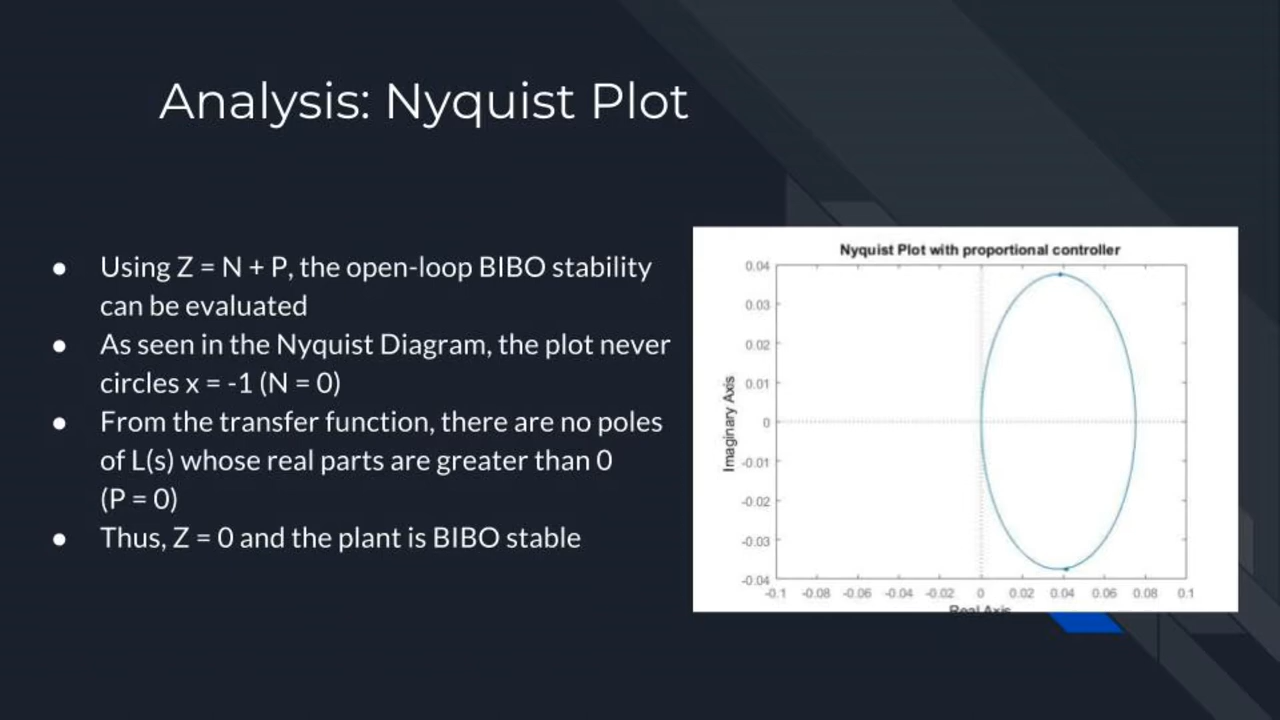 Analysis: Nyquist Plot
● Using Z = N + P, the open-loop BIBO stability
can be evaluated
● As seen in the Nyquist Diagram, the plot never
circles x = -1 (N = 0)
● From the transfer function, there are no poles
of L(s) whose real parts are greater than 0
(P = 0)
● Thus, Z = 0 and the plant is BIBO stable
Nyquist Plot with proportional controller
Imaginary Axis
0.04
0.03
0.02
0.01
0
-0.01
-0.02
-0.03
-0.04
-0.1 -0.08 -0.06 -0.04 -0.02 0 0.02 0.04 0.06 0.08 0.1
Real Axis